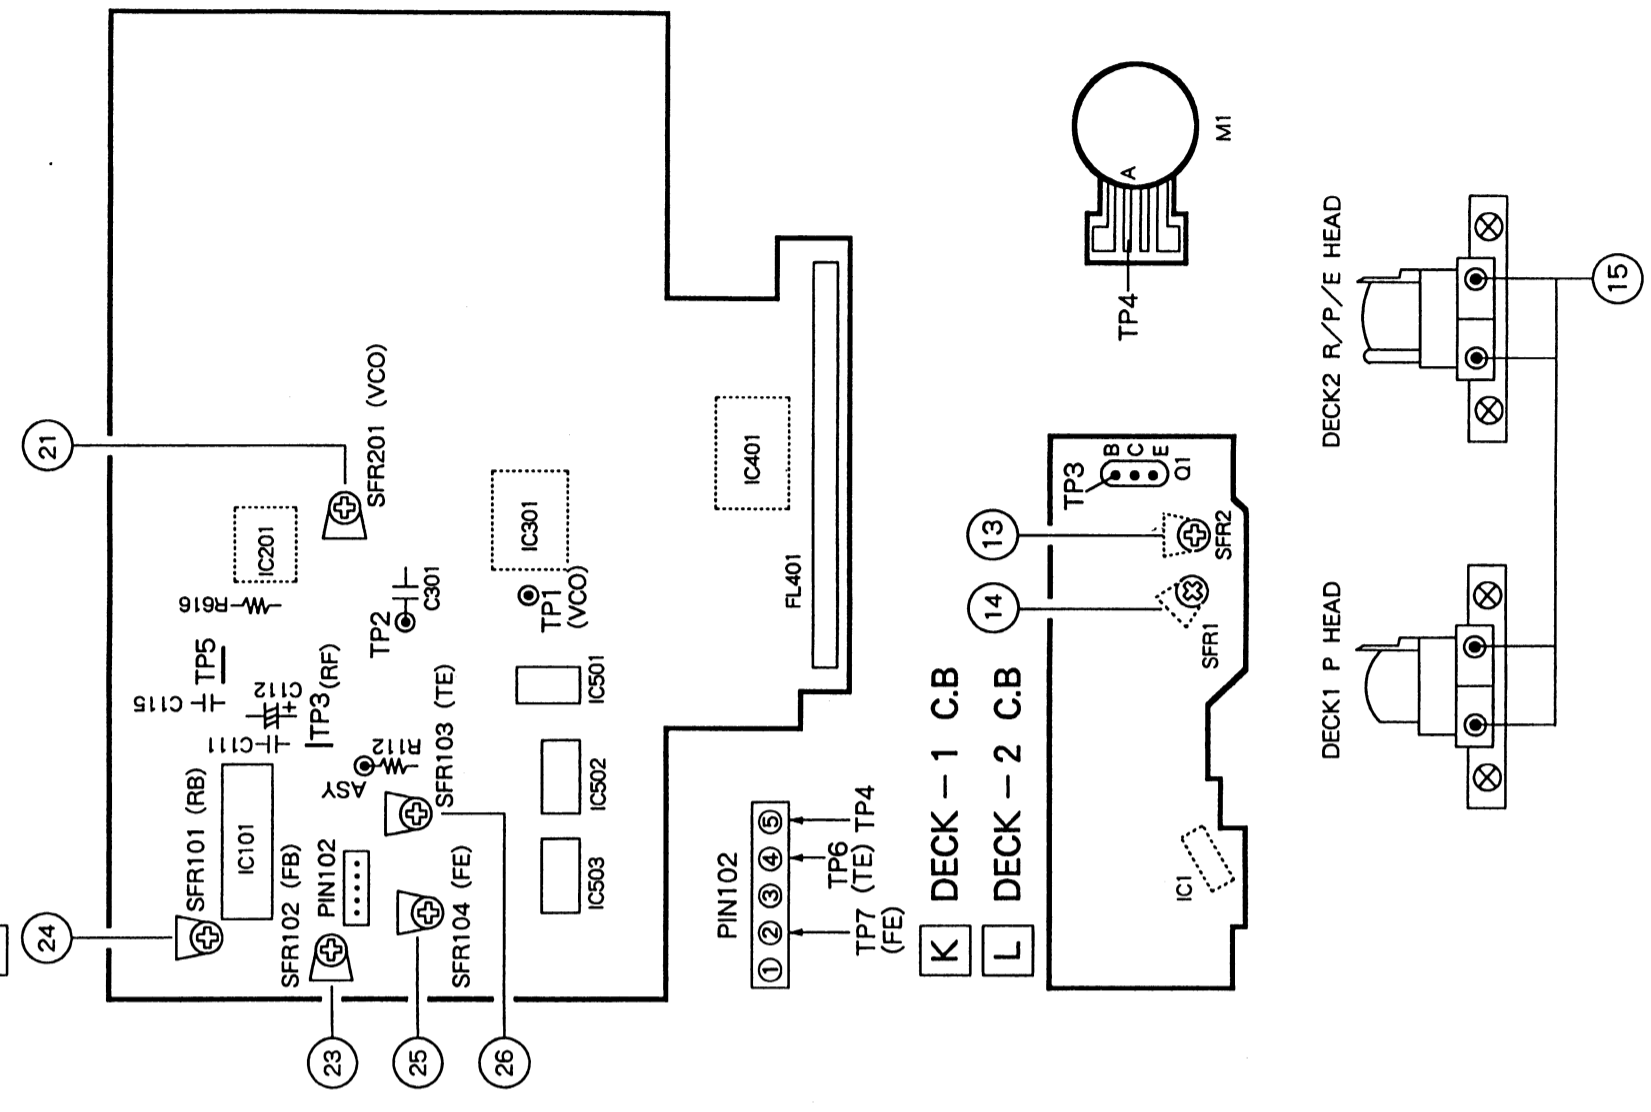 21
24
23
25
26
SFR201 (VCO)
IC201
R616
TP5
C115
C112
+
TP3 (RF)
C111
SFR101 (RB)
IC101
SFR102 (FB)
PIN102
ASY
R112
SFR103 (TE)
SFR104 (FE)
TP2
C301
IC301
TP1
(VCO)
IC401
FL401
IC501
IC502
IC503
PIN102
1 2 3 4 5
TP4
TP6
(TE)
TP7
(FE)
K DECK-1 C.B
L DECK-2 C.B
13
14
TP3
B
C
E
Q1
SFR2
SFR1
IC1
A
M1
TP4
DECK2 R/P/E HEAD
DECK1 P HEAD
15